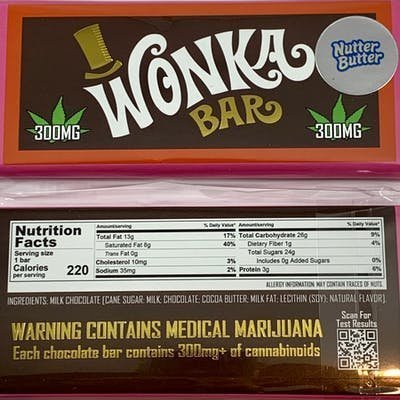 WONKA
BAR
Nutter
Butter
300MG
300MG
Nutrition
Facts
Serving size
1 bar
Calories
per serving
220
Amount/serving % Daily Value*
Total Fat 13g 17%
Saturated Fat 8g 40%
Trans Fat 0g
Cholesterol 10mg 3%
Sodium 35mg 2%
Amount/serving % Daily Value*
Total Carbohydrate 26g 9%
Dietary Fiber 1g 4%
Total Sugars 24g
Includes 0g Added Sugars 0%
Protein 3g 6%
ALLERGY INFORMATION: MAY CONTAIN TRACES OF NUTS.
INGREDIENTS: MILK CHOCOLATE (CANE SUGAR: MILK, CHOCOLATE: COCOA BUTTER: MILK FAT: LECITHIN (SOY): NATURAL FLAVOR).
WARNING CONTAINS MEDICAL MARIJUANA
Each chocolate bar contains 300mg+ of cannabinoids
Scan For
Test Results